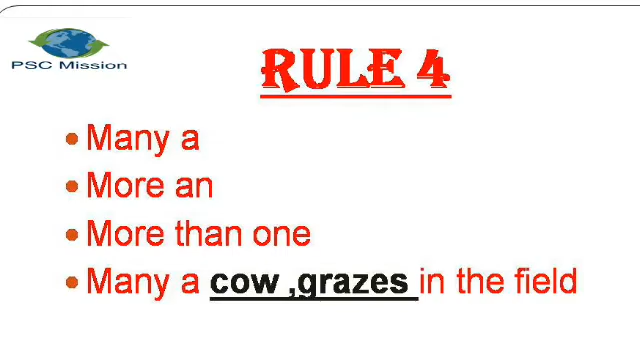 PSC Mission
RULE 4
• Many a
• More an
• More than one
• Many a cow ,grazes in the field